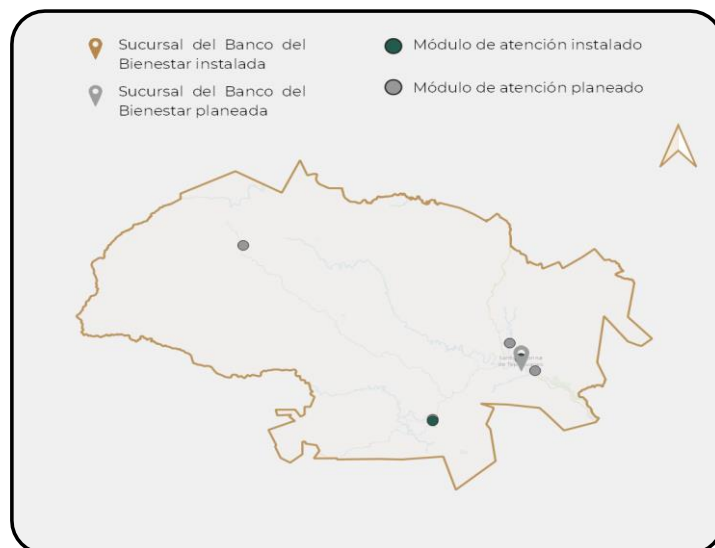 Sucursal del Banco del
Bienestar instalada
Sucursal del Banco del
Bienestar planeada
Módulo de atención instalado
Módulo de atención planeado